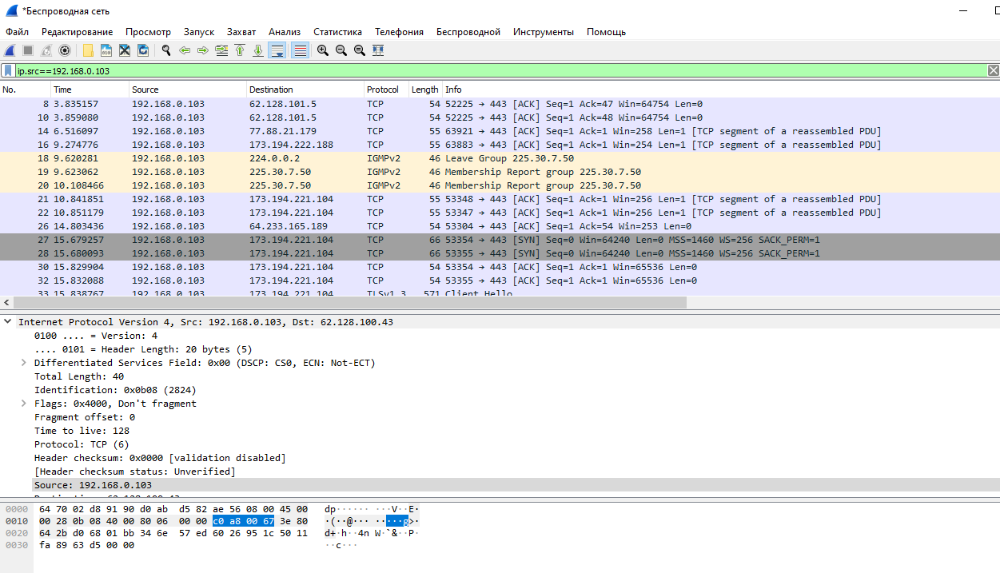 *Беспроводная сеть
Файл Редактирование Просмотр Запуск Захват Анализ Статистика Телефония Беспроводной Инструменты Помощь
ip.src==192.168.0.103
No. Time Source Destination Protocol Length Info
8 3.835157 192.168.0.103 62.128.101.5 TCP 54 52225 → 443 [ACK] Seq=1 Ack=47 Win=64754 Len=0
10 3.859080 192.168.0.103 62.128.101.5 TCP 54 52225 → 443 [ACK] Seq=1 Ack=48 Win=64754 Len=0
14 6.516097 192.168.0.103 77.88.21.179 TCP 55 63921 → 443 [ACK] Seq=1 Ack=1 Win=258 Len=1 [TCP segment of a reassembled PDU]
16 9.274776 192.168.0.103 173.194.222.188 TCP 55 63883 → 443 [ACK] Seq=1 Ack=1 Win=254 Len=1 [TCP segment of a reassembled PDU]
18 9.620281 192.168.0.103 224.0.0.2 IGMPv2 46 Leave Group 225.30.7.50
19 9.623062 192.168.0.103 225.30.7.50 IGMPv2 46 Membership Report group 225.30.7.50
20 10.108466 192.168.0.103 225.30.7.50 IGMPv2 46 Membership Report group 225.30.7.50
21 10.841851 192.168.0.103 173.194.221.104 TCP 55 53348 → 443 [ACK] Seq=1 Ack=1 Win=256 Len=1 [TCP segment of a reassembled PDU]
22 10.851179 192.168.0.103 173.194.221.104 TCP 55 53347 → 443 [ACK] Seq=1 Ack=1 Win=256 Len=1 [TCP segment of a reassembled PDU]
26 14.803436 192.168.0.103 64.233.165.189 TCP 54 53304 → 443 [ACK] Seq=1 Ack=54 Win=253 Len=0
27 15.679257 192.168.0.103 173.194.221.104 TCP 66 53354 → 443 [SYN] Seq=0 Win=64240 Len=0 MSS=1460 WS=256 SACK_PERM=1
28 15.680093 192.168.0.103 173.194.221.104 TCP 66 53355 → 443 [SYN] Seq=0 Win=64240 Len=0 MSS=1460 WS=256 SACK_PERM=1
30 15.829904 192.168.0.103 173.194.221.104 TCP 54 53354 → 443 [ACK] Seq=1 Ack=1 Win=65536 Len=0
32 15.832088 192.168.0.103 173.194.221.104 TCP 54 53355 → 443 [ACK] Seq=1 Ack=1 Win=65536 Len=0
33 15.838767 192.168.0.103 173.194.221.104 TLSv1.3 571 Client Hello
Internet Protocol Version 4, Src: 192.168.0.103, Dst: 62.128.100.43
0100 .... = Version: 4
.... 0101 = Header Length: 20 bytes (5)
Differentiated Services Field: 0x00 (DSCP: CS0, ECN: Not-ECT)
Total Length: 40
Identification: 0x0b08 (2824)
Flags: 0x4000, Don't fragment
Fragment offset: 0
Time to live: 128
Protocol: TCP (6)
Header checksum: 0x0000 [validation disabled]
[Header checksum status: Unverified]
Source: 192.168.0.103
0000 64 70 02 d8 91 90 d0 ab d5 82 ae 56 08 00 45 00 dp······ ···V··E·
0010 00 28 0b 08 40 00 80 06 00 00 c0 a8 00 67 3e 80 ·(··@··· ·····g>·
0020 64 2b d0 68 01 bb 34 6e 57 ed 60 26 95 1c 50 11 d+·h··4n W·`&··P·
0030 fa 89 63 d5 00 00 ··c···